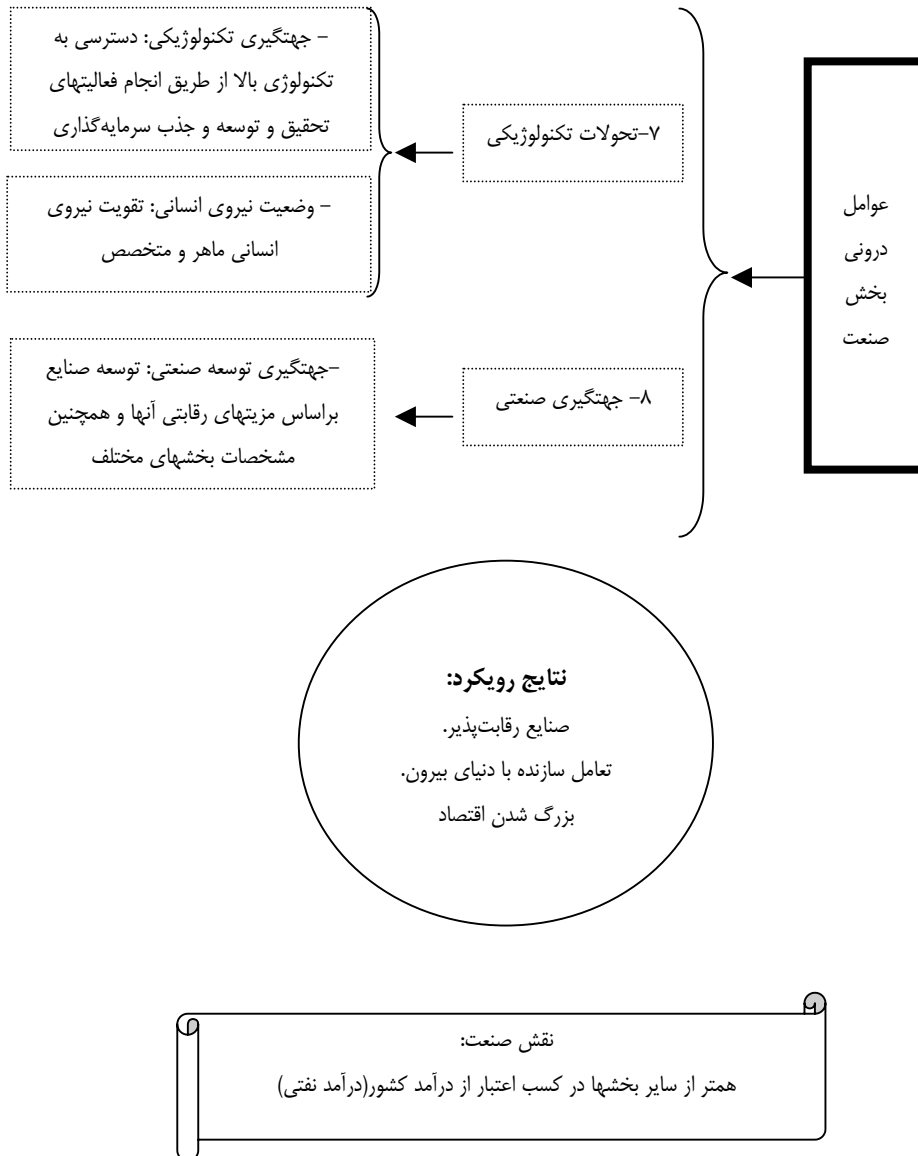 عوامل
درونی
بخش
صنعت
۷-تحولات تکنولوژیکی
- جهتگیری تکنولوژیکی: دسترسی به
تکنولوژی بالا از طریق انجام فعالیتهای
تحقیق و توسعه و جذب سرمایه‌گذاری
- وضعیت نیروی انسانی: تقویت نیروی
انسانی ماهر و متخصص
۸- جهتگیری صنعتی
-جهتگیری توسعه صنعتی: توسعه صنایع
براساس مزیتهای رقابتی آنها و همچنین
مشخصات بخشهای مختلف
نتایج رویکرد:
صنایع رقابت‌پذیر.
تعامل سازنده با دنیای بیرون.
بزرگ شدن اقتصاد
نقش صنعت:
همتر از سایر بخشها در کسب اعتبار از درآمد کشور(درآمد نفتی)